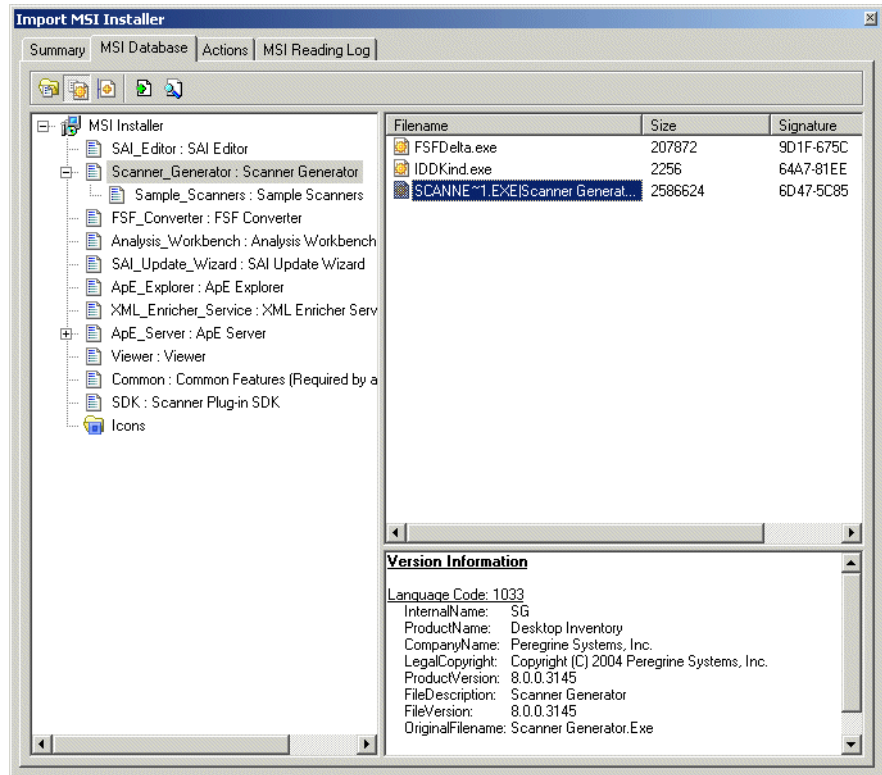 Import MSI Installer
Summary MSI Database Actions MSI Reading Log
MSI Installer
SAI_Editor : SAI Editor
Scanner_Generator : Scanner Generator
Sample_Scanners : Sample Scanners
FSF_Converter : FSF Converter
Analysis_Workbench : Analysis Workbench
SAI_Update_Wizard : SAI Update Wizard
ApE_Explorer : ApE Explorer
XML_Enricher_Service : XML Enricher Serv
ApE_Server : ApE Server
Viewer : Viewer
Common : Common Features (Required by a
SDK : Scanner Plug-in SDK
Icons
Filename Size Signature
FSFDelta.exe 207872 9D1F-675C
IDDKind.exe 2256 64A7-81EE
SCANNE~1.EXE|Scanner Generat... 2586624 6D47-5C85
Version Information
Language Code: 1033
InternalName: SG
ProductName: Desktop Inventory
CompanyName: Peregrine Systems, Inc.
LegalCopyright: Copyright (C) 2004 Peregrine Systems, Inc.
ProductVersion: 8.0.0.3145
FileDescription: Scanner Generator
FileVersion: 8.0.0.3145
OriginalFilename: Scanner Generator.Exe